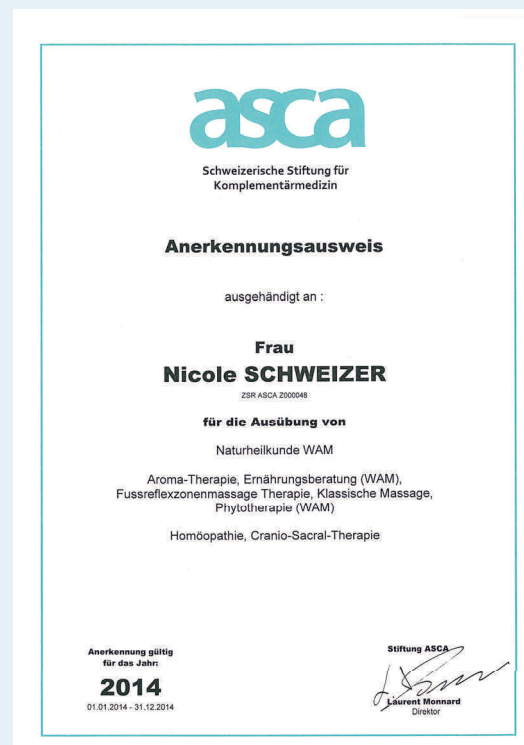 asca
Schweizerische Stiftung für
Komplementärmedizin
Anerkennungsausweis
ausgehändigt an :
Frau
Nicole SCHWEIZER
ZSR ASCA Z000048
für die Ausübung von
Naturheilkunde WAM
Aroma-Therapie, Ernährungsberatung (WAM),
Fussreflexzonenmassage Therapie, Klassische Massage,
Phytotherapie (WAM)
Homöopathie, Cranio-Sacral-Therapie
Anerkennung gültig
für das Jahr:
2014
01.01.2014 - 31.12.2014
Stiftung ASCA
Laurent Monnard
Direktor